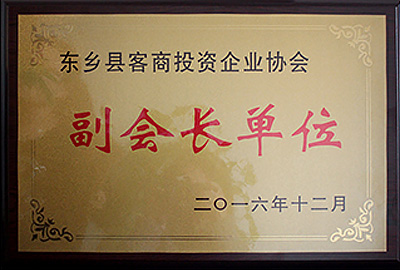 东乡县客商投资企业协会
副会长单位
二〇一六年十二月